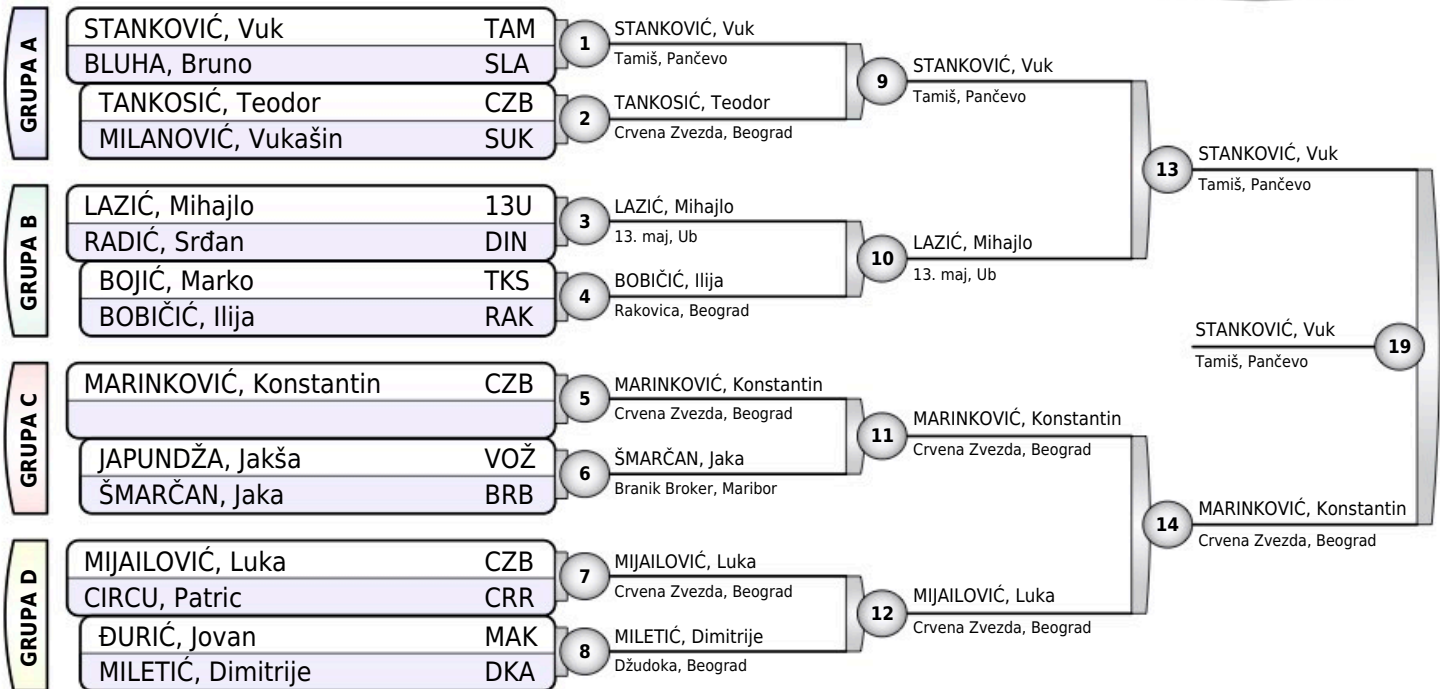 GRUPA A
STANKOVIĆ, Vuk TAM
BLUHA, Bruno SLA
TANKOSIĆ, Teodor CZB
MILANOVIĆ, Vukašin SUK
1
STANKOVIĆ, Vuk
Tamiš, Pančevo
2
TANKOSIĆ, Teodor
Crvena Zvezda, Beograd
9
STANKOVIĆ, Vuk
Tamiš, Pančevo
GRUPA B
LAZIĆ, Mihajlo 13U
RADIĆ, Srđan DIN
BOJIĆ, Marko TKS
BOBIČIĆ, Ilija RAK
3
LAZIĆ, Mihajlo
13. maj, Ub
4
BOBIČIĆ, Ilija
Rakovica, Beograd
10
LAZIĆ, Mihajlo
13. maj, Ub
13
STANKOVIĆ, Vuk
Tamiš, Pančevo
GRUPA C
MARINKOVIĆ, Konstantin CZB
JAPUNDŽA, Jakša VOŽ
ŠMARČAN, Jaka BRB
5
MARINKOVIĆ, Konstantin
Crvena Zvezda, Beograd
6
ŠMARČAN, Jaka
Branik Broker, Maribor
11
MARINKOVIĆ, Konstantin
Crvena Zvezda, Beograd
GRUPA D
MIJAILOVIĆ, Luka CZB
CIRCU, Patric CRR
ĐURIĆ, Jovan MAK
MILETIĆ, Dimitrije DKA
7
MIJAILOVIĆ, Luka
Crvena Zvezda, Beograd
8
MILETIĆ, Dimitrije
Džudoka, Beograd
12
MIJAILOVIĆ, Luka
Crvena Zvezda, Beograd
14
MARINKOVIĆ, Konstantin
Crvena Zvezda, Beograd
STANKOVIĆ, Vuk
Tamiš, Pančevo
19